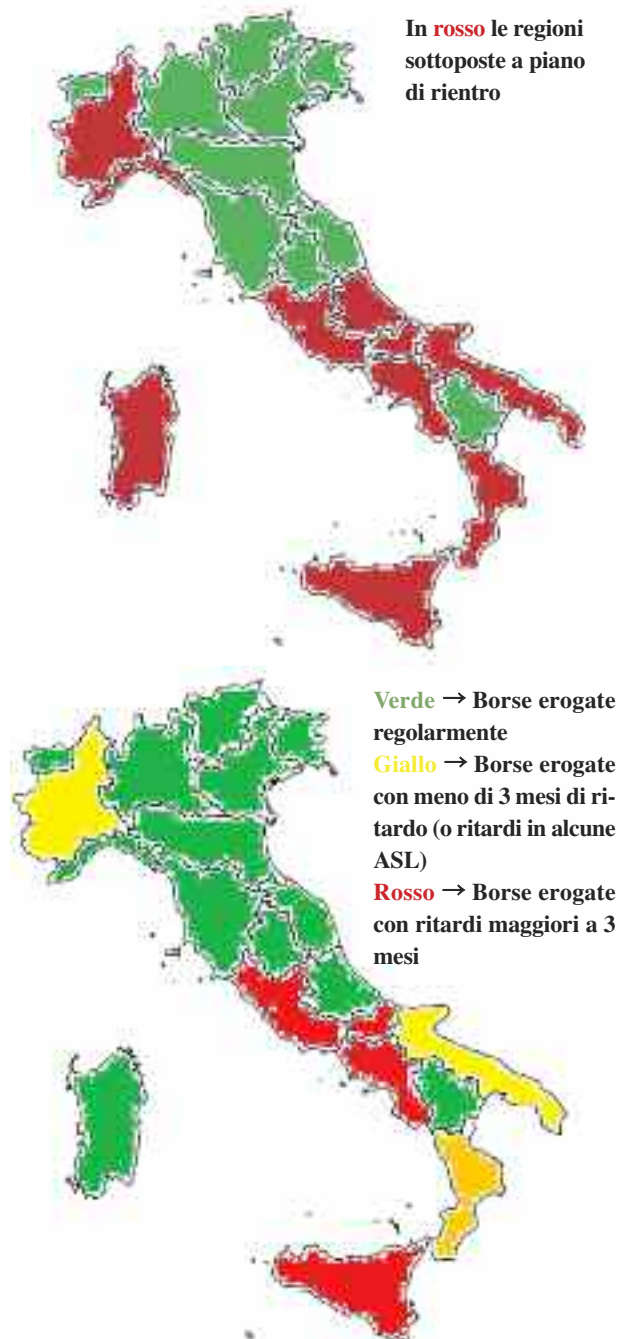 In rosso le regioni
sottoposte a piano
di rientro
Verde → Borse erogate
regolarmente
Giallo → Borse erogate
con meno di 3 mesi di ri-
tardo (o ritardi in alcune
ASL)
Rosso → Borse erogate
con ritardi maggiori a 3
mesi